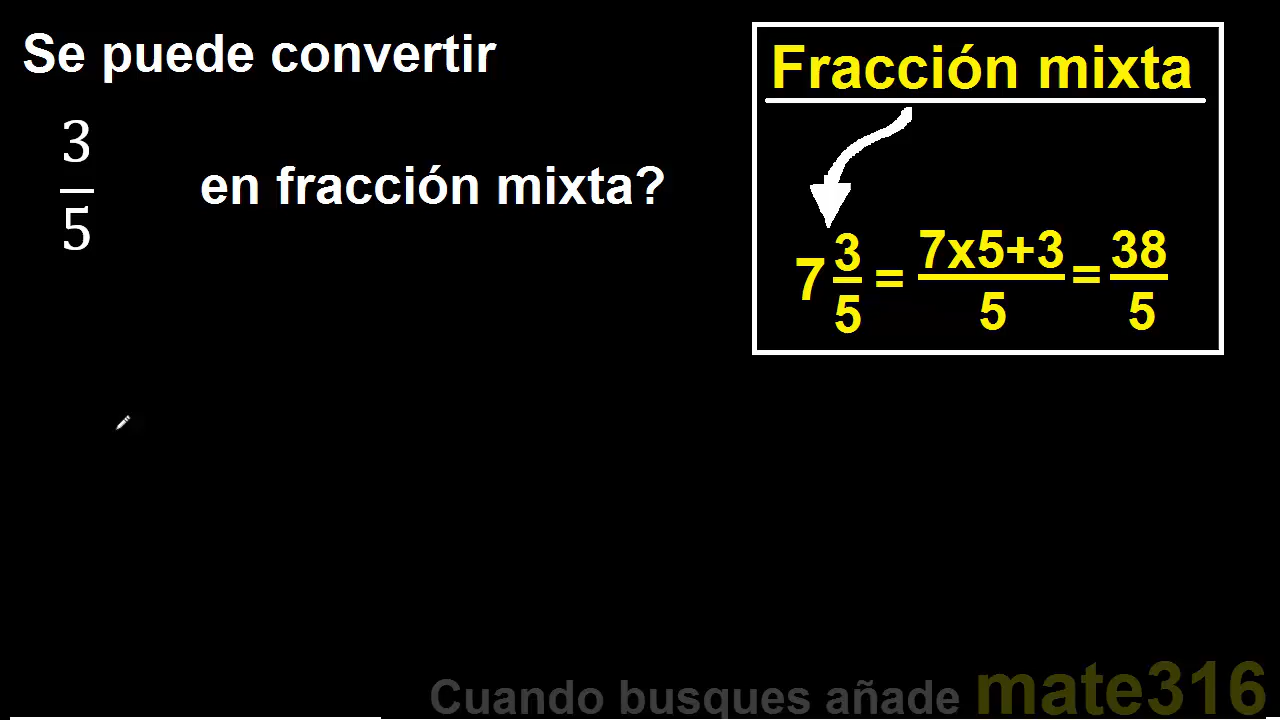 Se puede convertir
3
5
en fracción mixta?
Fracción mixta
7 3/5 = 7x5+3/5 = 38/5
Cuando busques añade mate316